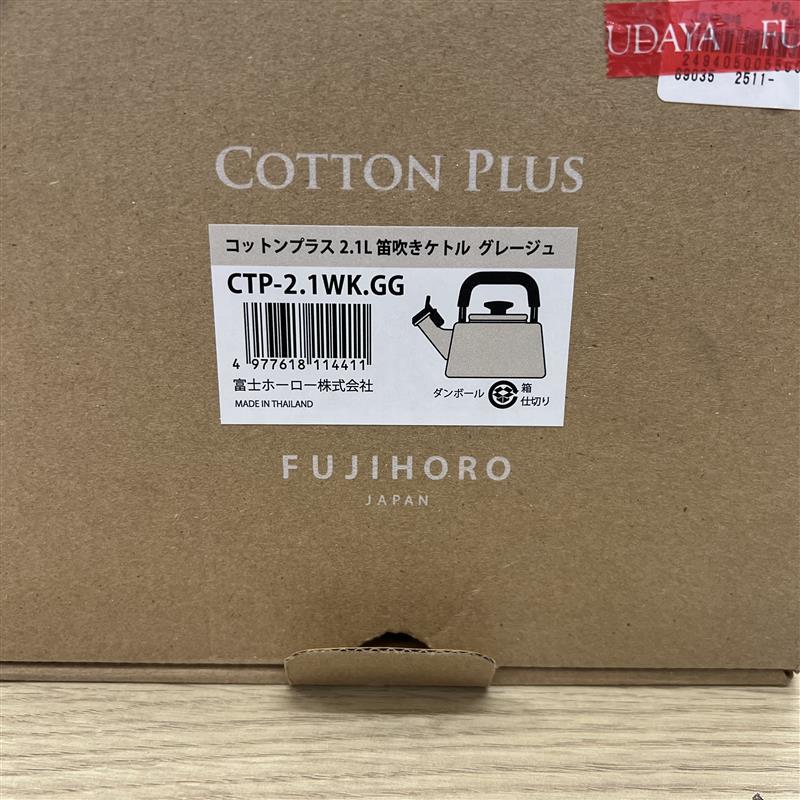 UDAYA FU
89035 2511-
COTTON PLUS
コットンプラス 2.1L 笛吹きケトル グレージュ
CTP-2.1WK.GG
4 977618 114411
富士ホーロー株式会社
MADE IN THAILAND
ダンボール 箱
仕切り
FUJIHORO
JAPAN